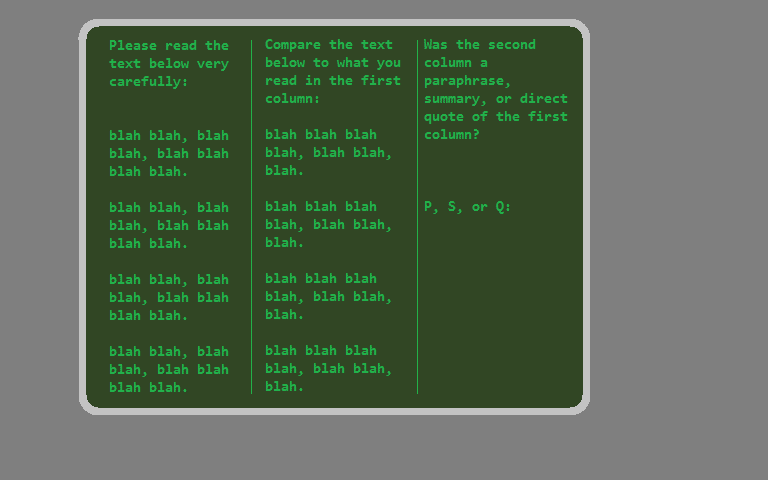 Please read the
text below very
carefully:
blah blah, blah
blah, blah blah
blah blah.
blah blah, blah
blah, blah blah
blah blah.
blah blah, blah
blah, blah blah
blah blah.
blah blah, blah
blah, blah blah
blah blah.
Compare the text
below to what you
read in the first
column:
blah blah blah
blah, blah blah,
blah.
blah blah blah
blah, blah blah,
blah.
blah blah blah
blah, blah blah,
blah.
blah blah blah
blah, blah blah,
blah.
Was the second
column a
paraphrase,
summary, or direct
quote of the first
column?
P, S, or Q: